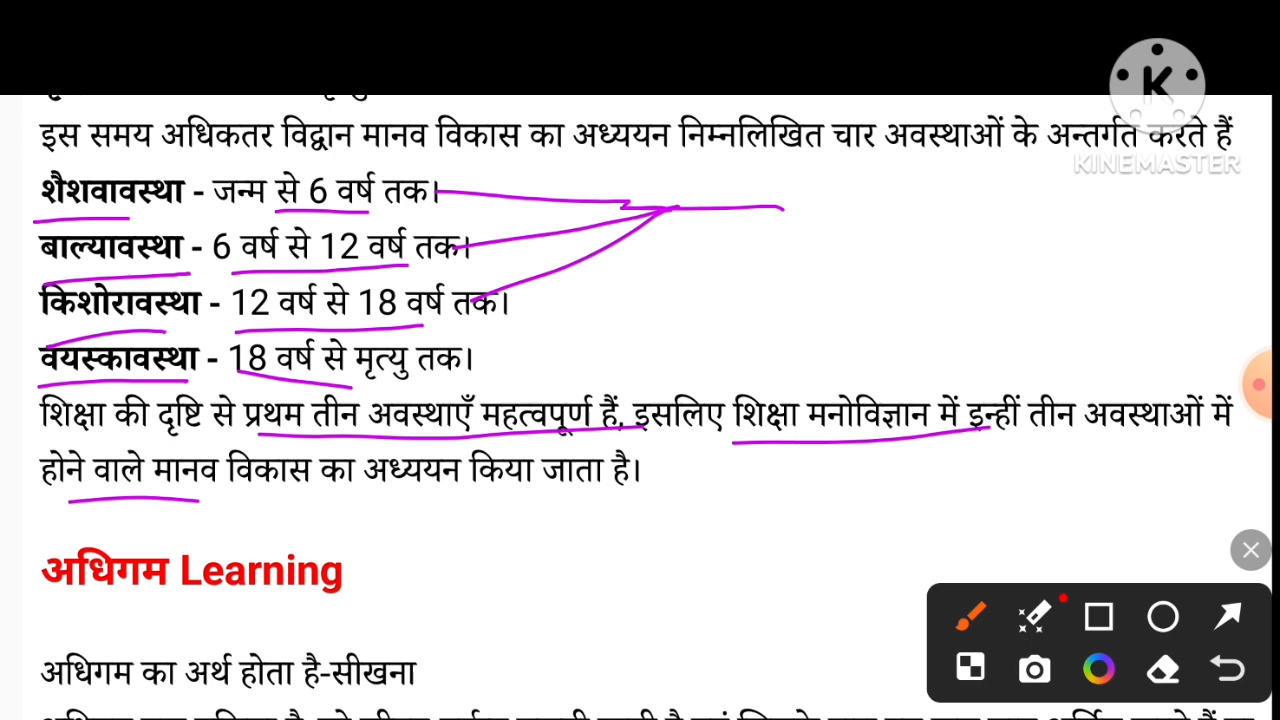 इस समय अधिकतर विद्वान मानव विकास का अध्ययन निम्नलिखित चार अवस्थाओं के अन्तर्गत करते हैं
K
KINEMASTER
शैशवावस्था - जन्म से 6 वर्ष तक।
बाल्यावस्था - 6 वर्ष से 12 वर्ष तक।
किशोरावस्था - 12 वर्ष से 18 वर्ष तक।
वयस्कावस्था - 18 वर्ष से मृत्यु तक।
शिक्षा की दृष्टि से प्रथम तीन अवस्थाएँ महत्वपूर्ण हैं, इसलिए शिक्षा मनोविज्ञान में इन्हीं तीन अवस्थाओं में
होने वाले मानव विकास का अध्ययन किया जाता है।
अधिगम Learning
अधिगम का अर्थ होता है-सीखना